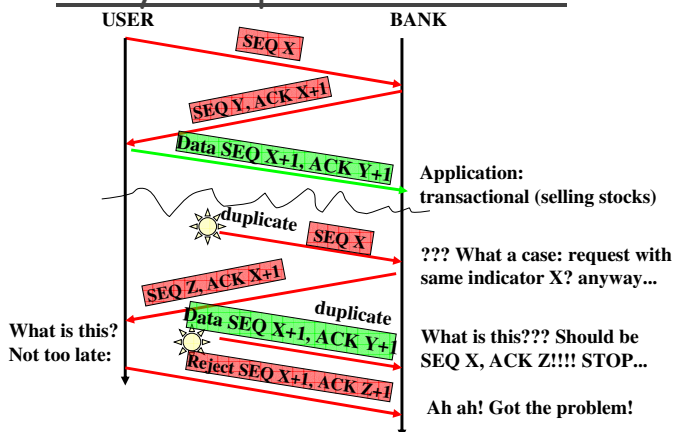 USER
BANK
SEQ X
SEQ Y, ACK X+1
Data SEQ X+1, ACK Y+1
Application:
transactional (selling stocks)
duplicate
SEQ X
??? What a case: request with
same indicator X? anyway...
SEQ Z, ACK X+1
duplicate
Data SEQ X+1, ACK Y+1
What is this?
Not too late:
What is this??? Should be
SEQ X, ACK Z!!!! STOP...
Reject SEQ X+1, ACK Z+1
Ah ah! Got the problem!